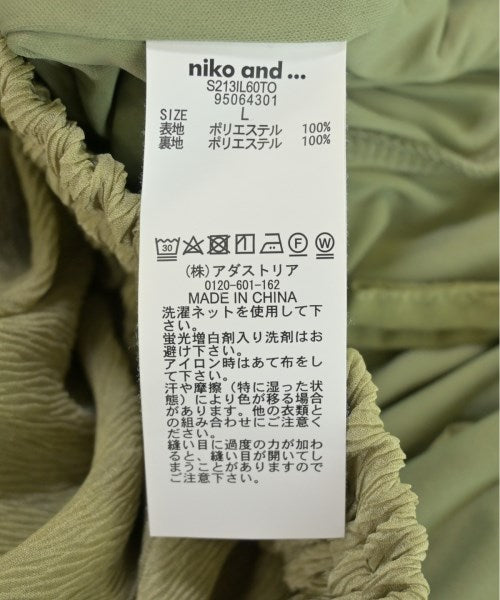 niko and ...
S213IL60TO
95064301
SIZE L
表地 ポリエステル 100%
裏地 ポリエステル 100%
30 F W
(株)アダストリア
0120-601-162
MADE IN CHINA
洗濯ネットを使用して下
さい。
蛍光増白剤入り洗剤はお
避け下さい。
アイロン時はあて布をし
て下さい。
汗や摩擦(特に湿った状
態)により色が移る場合
があります。他の衣類と
の組み合わせにご注意く
ださい。
縫い目に過度の力が加わ
ると、縫い目が開いてし
まうことがありますので
ご注意下さい。